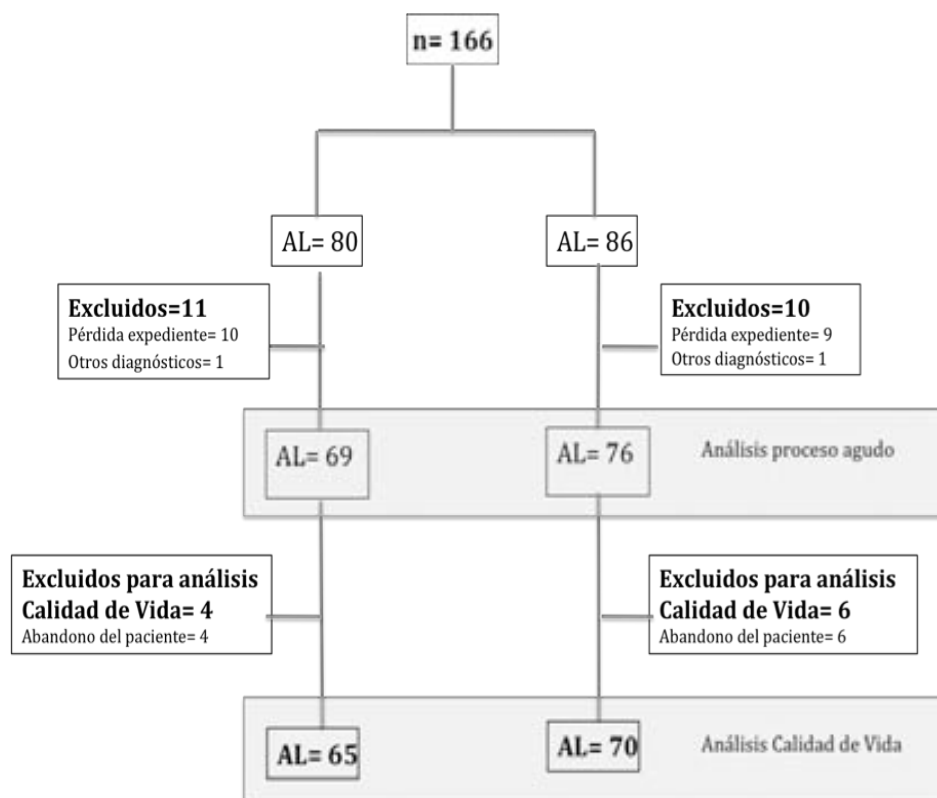 n= 166
AL= 80
AL= 86
Excluidos=11
Pérdida expediente= 10
Otros diagnósticos= 1
Excluidos=10
Pérdida expediente= 9
Otros diagnósticos= 1
AL= 69
AL= 76
Análisis proceso agudo
Excluidos para análisis
Calidad de Vida= 4
Abandono del paciente= 4
Excluidos para análisis
Calidad de Vida= 6
Abandono del paciente= 6
AL= 65
AL= 70
Análisis Calidad de Vida